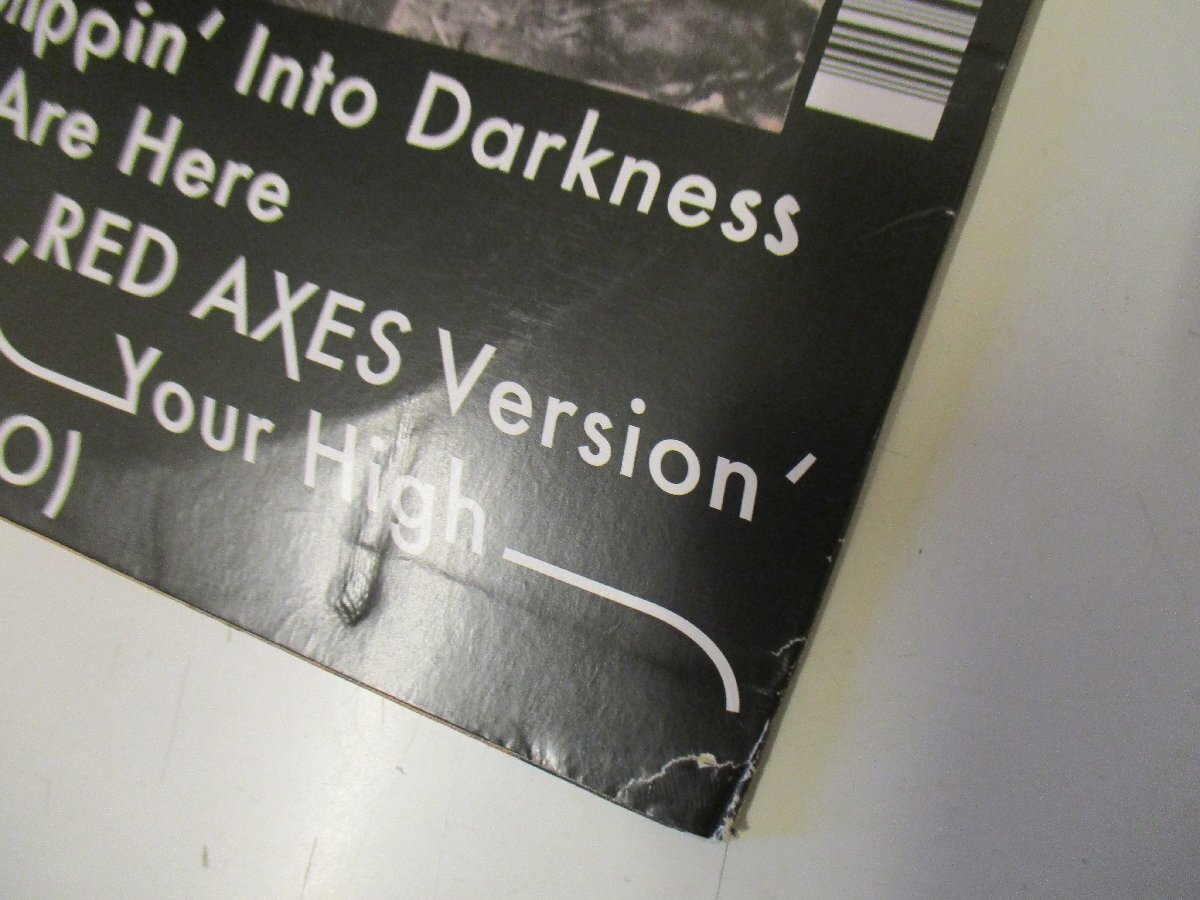 Into Darkness
Are Here
‚RED AXES Version’
Your High
O)